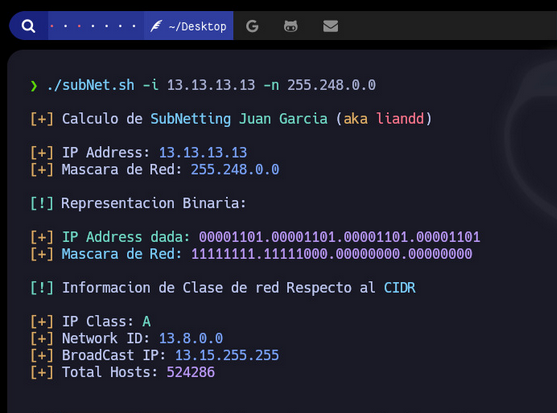 ~/Desktop
❯ ./subNet.sh -i 13.13.13.13 -n 255.248.0.0
[+] Calculo de SubNetting Juan Garcia (aka liandd)
[+] IP Address: 13.13.13.13
[+] Mascara de Red: 255.248.0.0
[!] Representacion Binaria:
[+] IP Address dada: 00001101.00001101.00001101.00001101
[+] Mascara de Red: 11111111.11111000.00000000.00000000
[!] Informacion de Clase de red Respecto al CIDR
[+] IP Class: A
[+] Network ID: 13.8.0.0
[+] BroadCast IP: 13.15.255.255
[+] Total Hosts: 524286